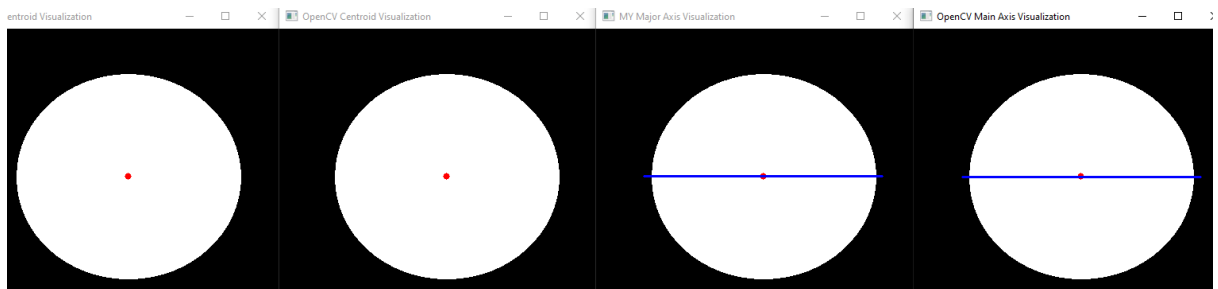 entroid Visualization
OpenCV Centroid Visualization
MY Major Axis Visualization
OpenCV Main Axis Visualization